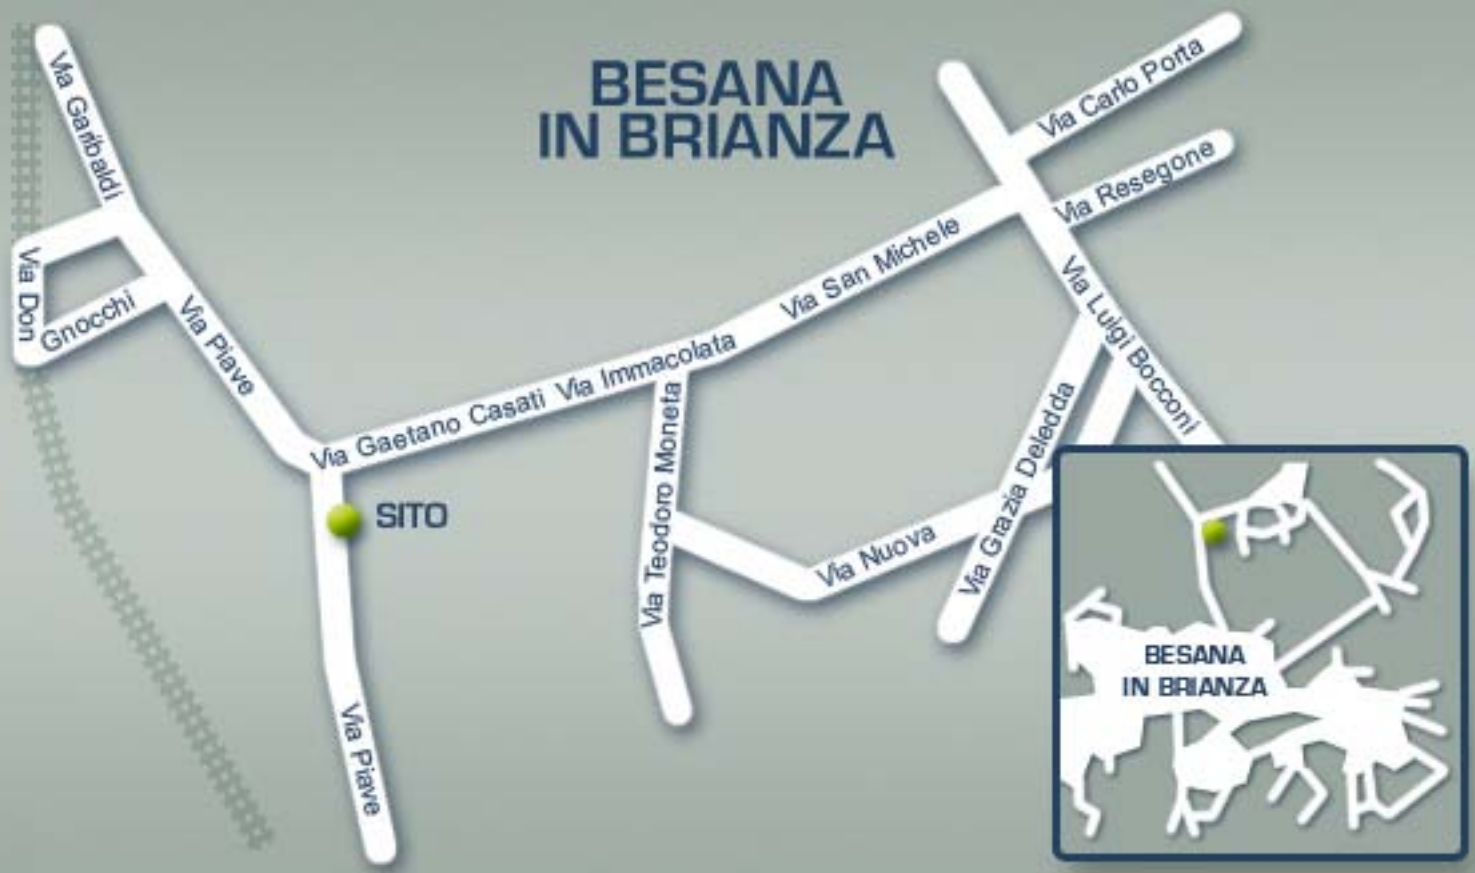 BESANA
IN BRIANZA
Via Garibaldi
Via Carlo Porta
Via Resegone
Via San Michele
Via Don
Gnocchi
Via Piave
Via Luigi Bocconi
Via Immacolata
Via Gaetano Casati
Via Teodoro Moneta
Via Grazia Deledda
SITO
Via Nuova
Via Piave
BESANA
IN BRIANZA